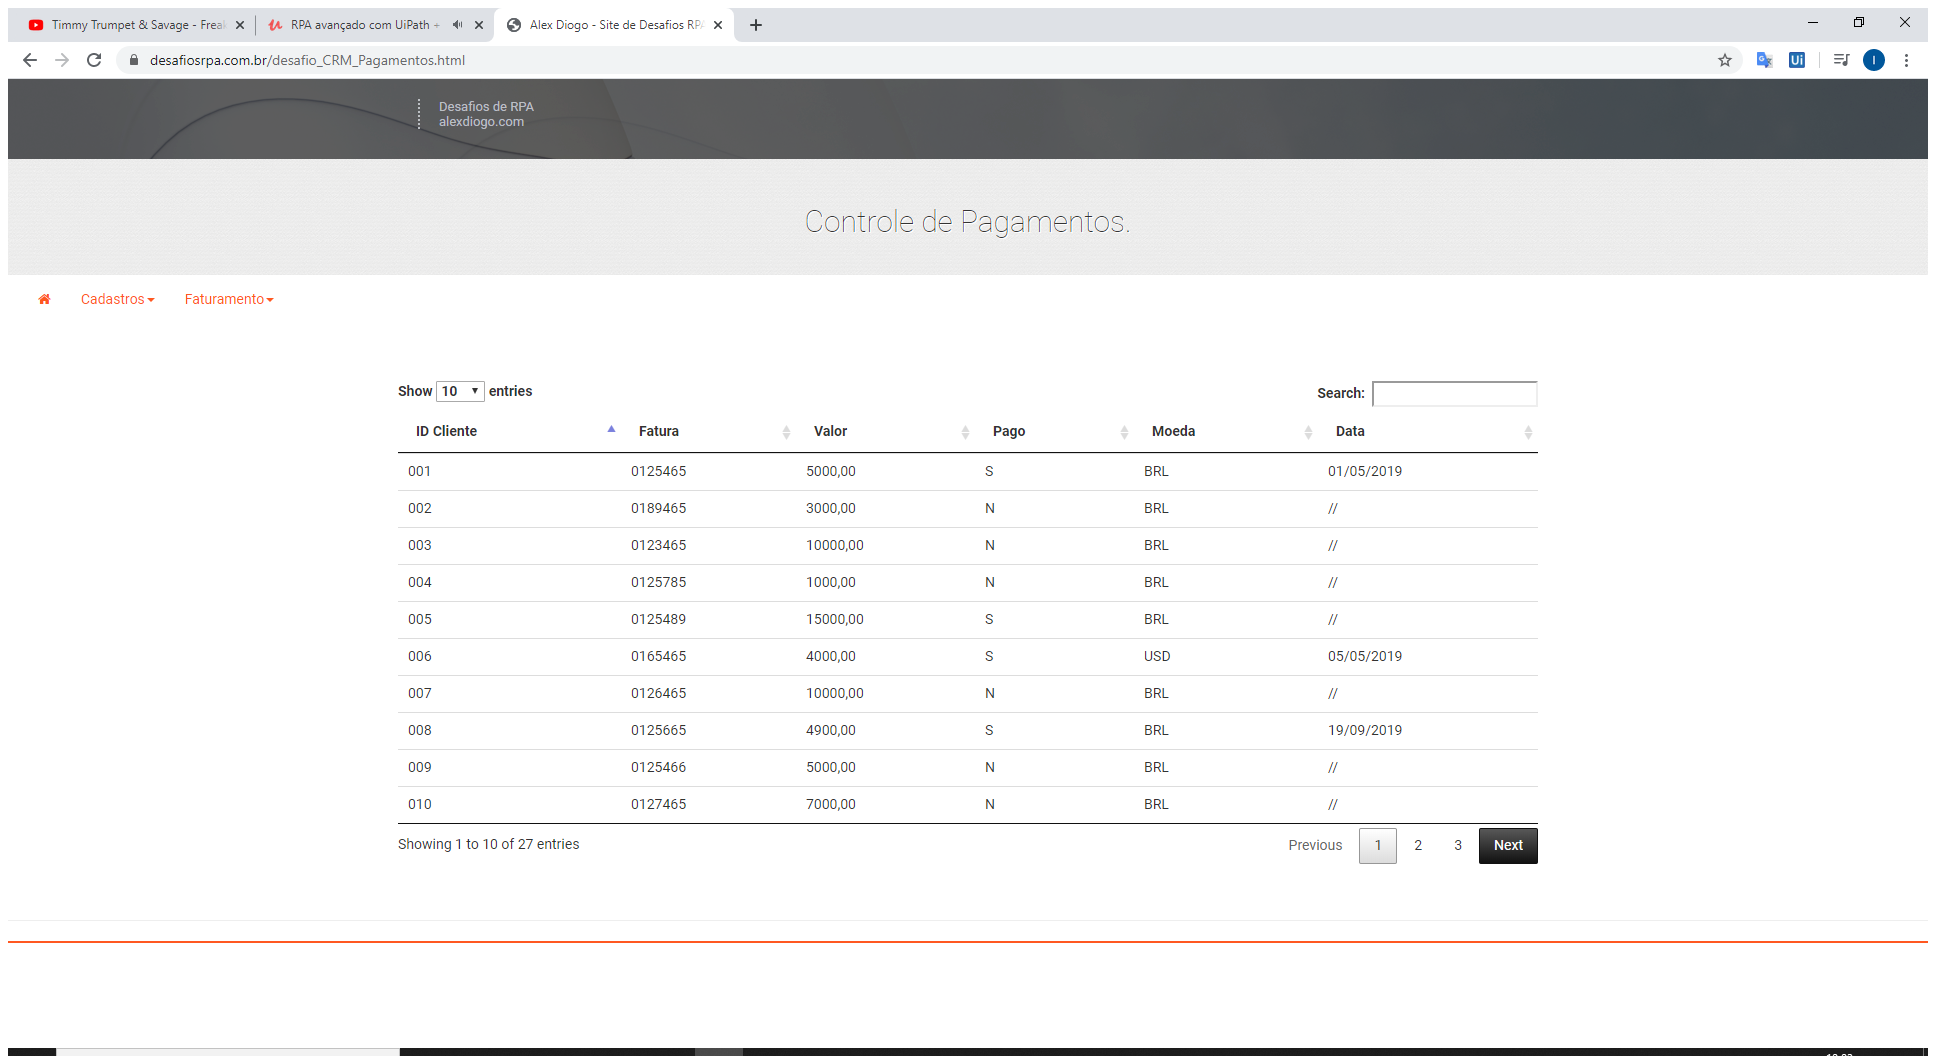 Timmy Trumpet & Savage - Freak
RPA avançado com UiPath +
Alex Diogo - Site de Desafios RPA
desafiosrpa.com.br/desafio_CRM_Pagamentos.html
Ui
I
Desafios de RPA
alexdiogo.com
Controle de Pagamentos.
Cadastros Faturamento
Show 10 entries Search:
ID Cliente Fatura Valor Pago Moeda Data
001 0125465 5000,00 S BRL 01/05/2019
002 0189465 3000,00 N BRL //
003 0123465 10000,00 N BRL //
004 0125785 1000,00 N BRL //
005 0125489 15000,00 S BRL //
006 0165465 4000,00 S USD 05/05/2019
007 0126465 10000,00 N BRL //
008 0125665 4900,00 S BRL 19/09/2019
009 0125466 5000,00 N BRL //
010 0127465 7000,00 N BRL //
Showing 1 to 10 of 27 entries Previous 1 2 3 Next